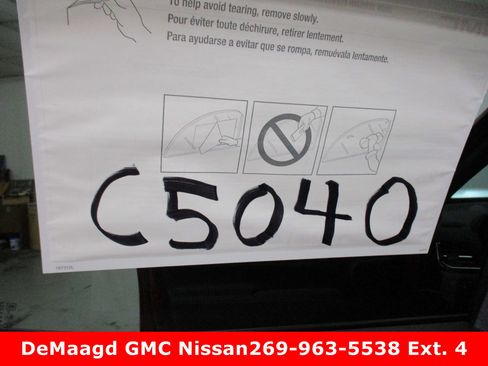 To help avoid tearing, remove slowly.
Pour éviter toute déchirure, retirer lentement.
Para ayudarse a evitar que se rompa, remuévala lentamente.
C5040
DeMaagd GMC Nissan269-963-5538 Ext. 4